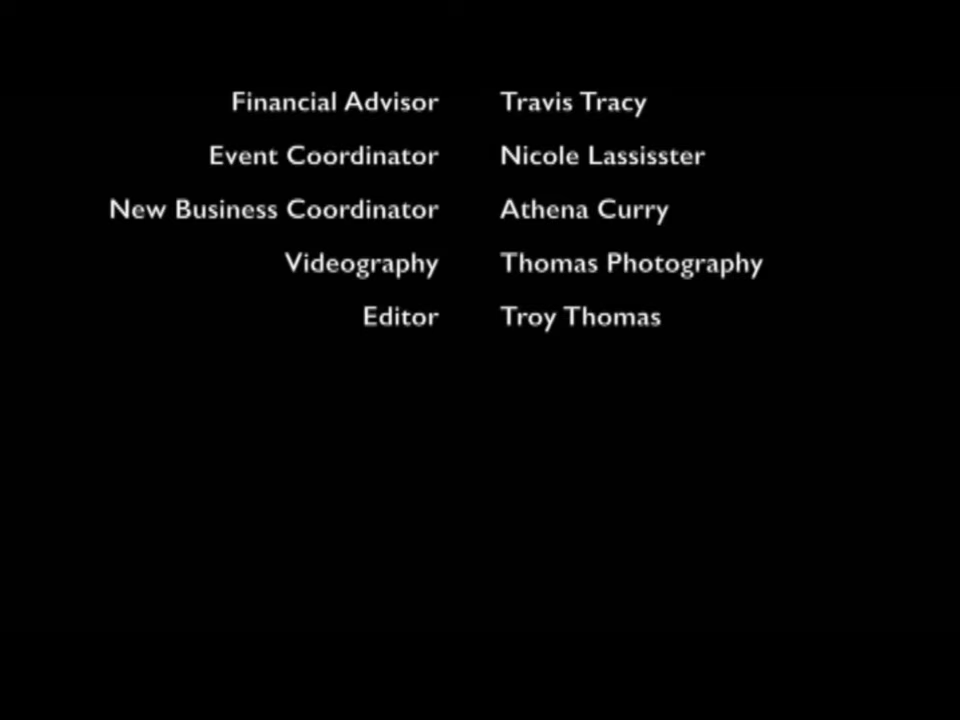 Financial Advisor Travis Tracy
Event Coordinator Nicole Lassisster
New Business Coordinator Athena Curry
Videography Thomas Photography
Editor Troy Thomas